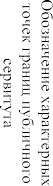 Обозначение характерных
точек границ публичного
сервитута